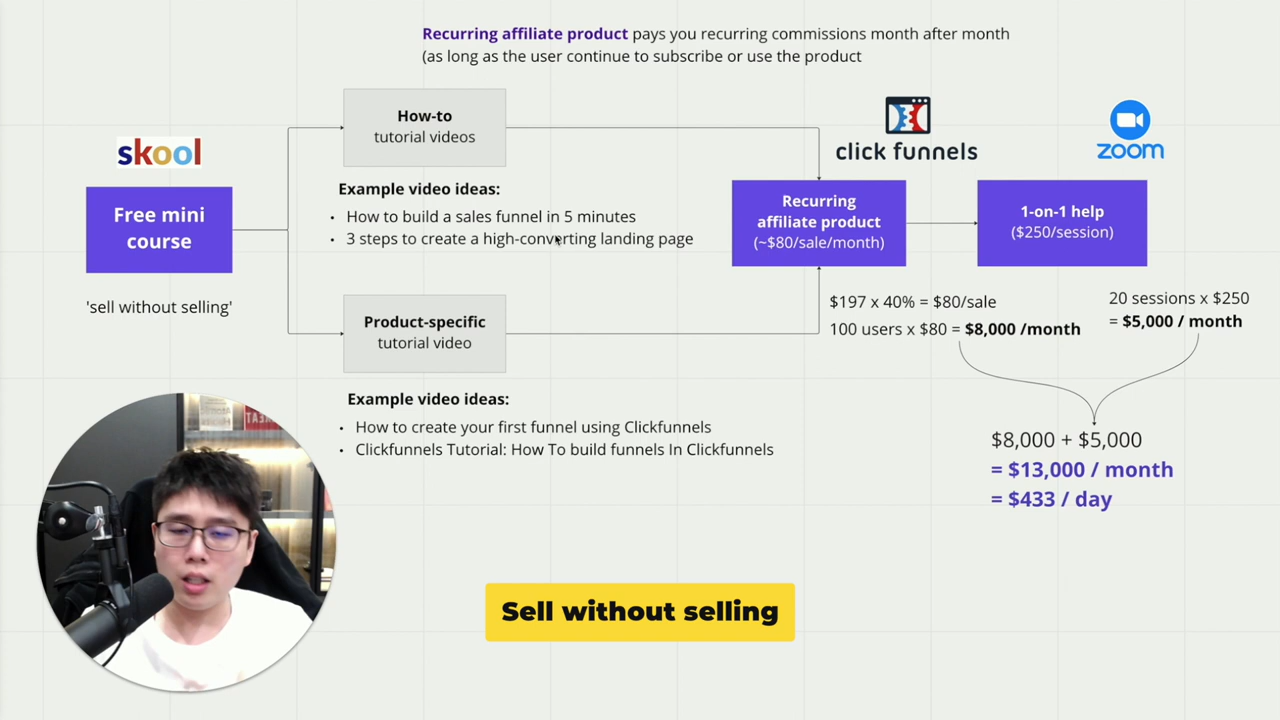 Recurring affiliate product pays you recurring commissions month after month
(as long as the user continue to subscribe or use the product
skool
Free mini
course
'sell without selling'
How-to
tutorial videos
Example video ideas:
• How to build a sales funnel in 5 minutes
• 3 steps to create a high-converting landing page
Product-specific
tutorial video
Example video ideas:
• How to create your first funnel using Clickfunnels
• Clickfunnels Tutorial: How To build funnels In Clickfunnels
click funnels
Recurring
affiliate product
(~$80/sale/month)
$197 x 40% = $80/sale
100 users x $80 = $8,000 /month
zoom
1-on-1 help
($250/session)
20 sessions x $250
= $5,000 / month
$8,000 + $5,000
= $13,000 / month
= $433 / day
Sell without selling